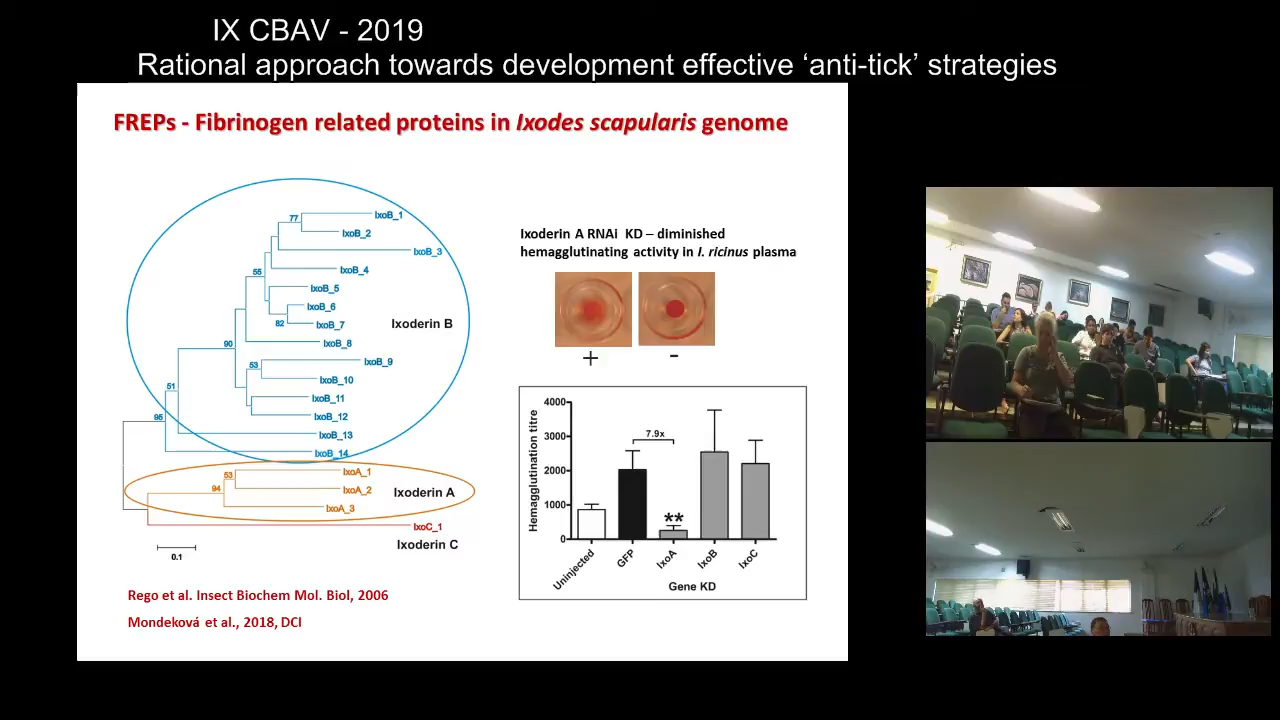 IX CBAV - 2019
Rational approach towards development effective ‘anti-tick’ strategies
FREPs - Fibrinogen related proteins in Ixodes scapularis genome
77
IxoB_1
IxoB_2
IxoB_3
IxoB_4
55
IxoB_5
IxoB_6
82
IxoB_7
Ixoderin B
IxoB_8
90
IxoB_9
53
IxoB_10
51
IxoB_11
IxoB_12
95
IxoB_13
IxoB_14
IxoA_1
53
IxoA_2
94
Ixoderin A
IxoA_3
IxoC_1
Ixoderin C
0.1
Rego et al. Insect Biochem Mol. Biol, 2006
Mondeková et al., 2018, DCI
Ixoderin A RNAi KD – diminished
hemagglutinating activity in I. ricinus plasma
+ -
Hemagglutination titre
4000
3000
2000
1000
0
7.9x
**
Uninjected GFP IxoA IxoB IxoC
Gene KD